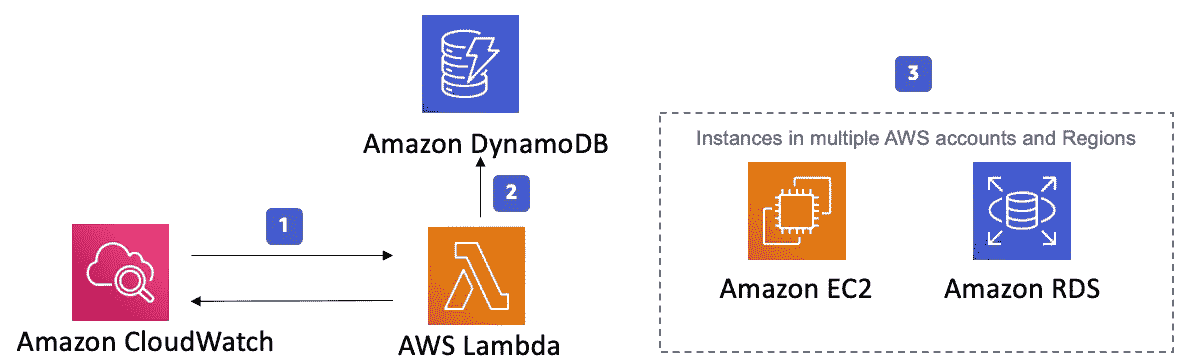 3
Amazon DynamoDB
Instances in multiple AWS accounts and Regions
2
1
Amazon EC2
Amazon RDS
Amazon CloudWatch
AWS Lambda